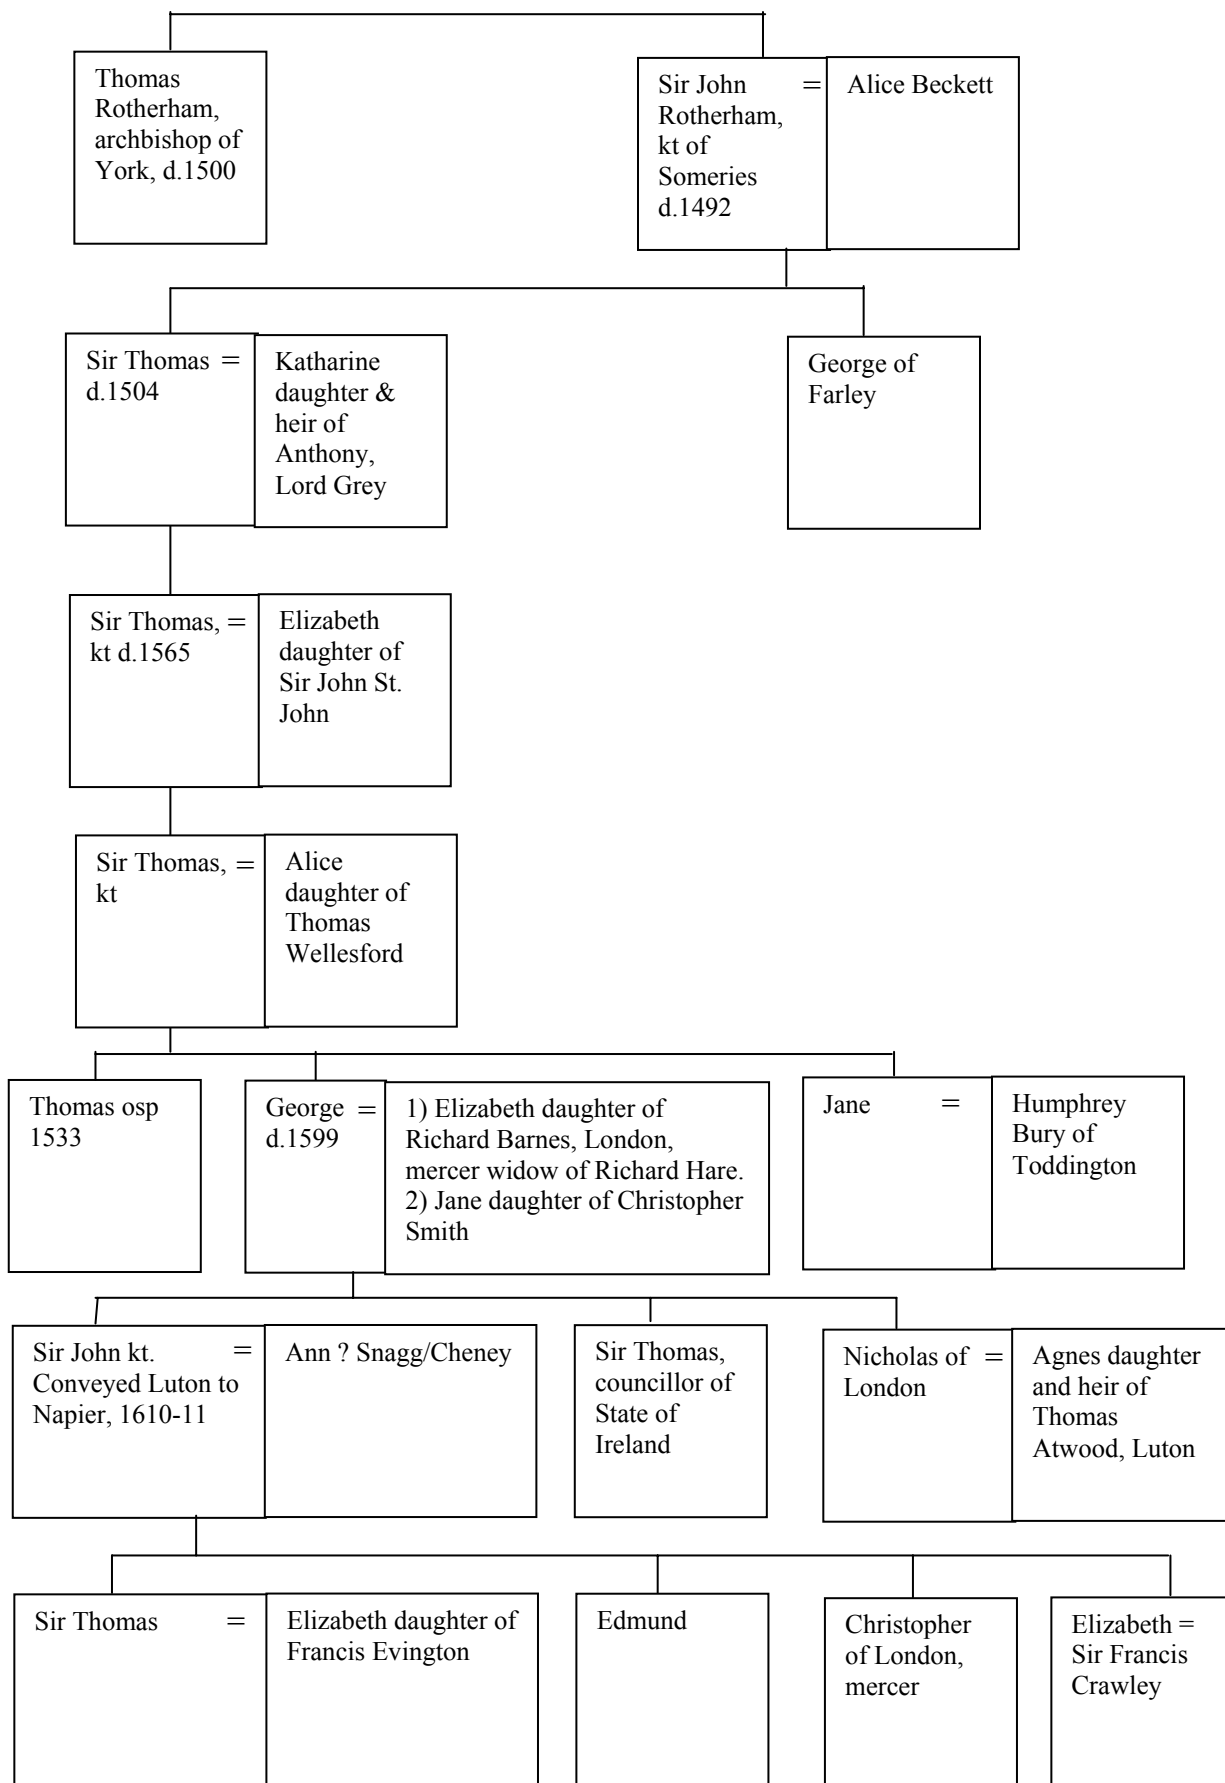 Thomas
Rotherham,
archbishop of
York, d.1500
Sir John =
Rotherham,
kt of
Someries
d.1492
Alice Beckett
Sir Thomas =
d.1504
Katharine
daughter &
heir of
Anthony,
Lord Grey
George of
Farley
Sir Thomas, =
kt d.1565
Elizabeth
daughter of
Sir John St.
John
Sir Thomas, =
kt
Alice
daughter of
Thomas
Wellesford
Thomas osp
1533
George =
d.1599
1) Elizabeth daughter of
Richard Barnes, London,
mercer widow of Richard Hare.
2) Jane daughter of Christopher
Smith
Jane =
Humphrey
Bury of
Toddington
Sir John kt. =
Conveyed Luton to
Napier, 1610-11
Ann ? Snagg/Cheney
Sir Thomas,
councillor of
State of
Ireland
Nicholas of =
London
Agnes daughter
and heir of
Thomas
Atwood, Luton
Sir Thomas =
Elizabeth daughter of
Francis Evington
Edmund
Christopher
of London,
mercer
Elizabeth =
Sir Francis
Crawley